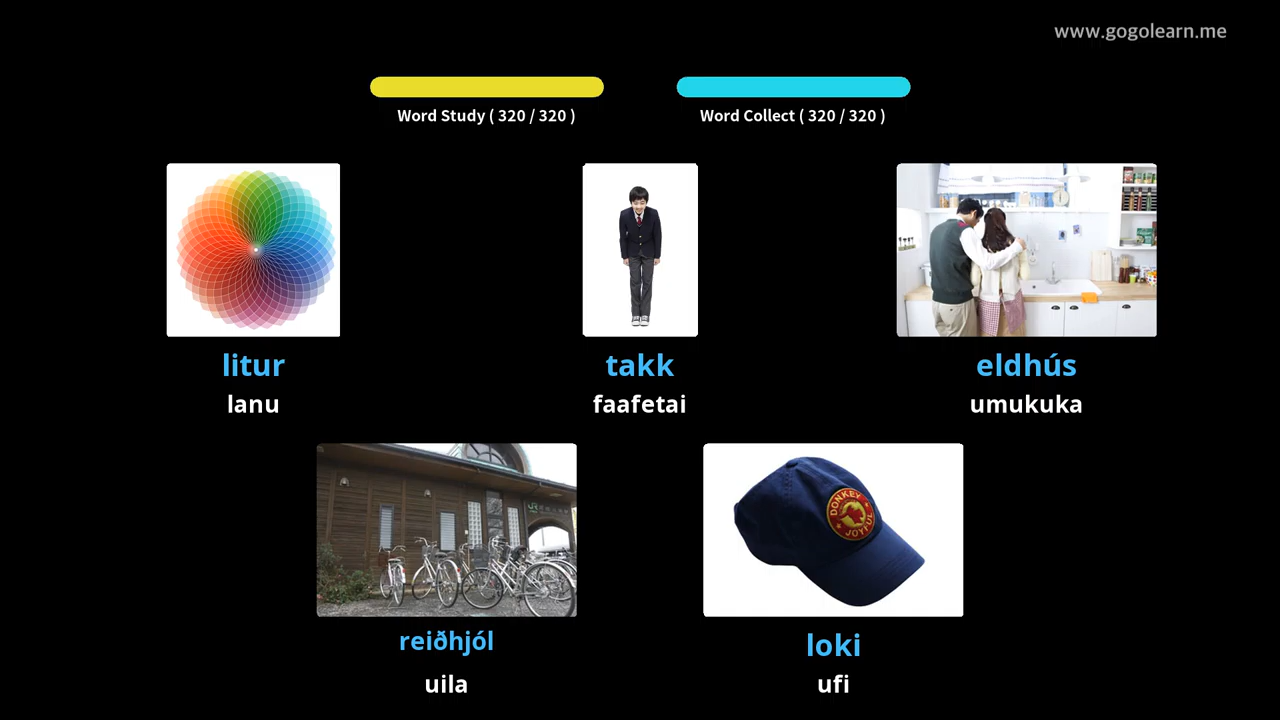 www.gogolearn.me
Word Study ( 320 / 320 )
Word Collect ( 320 / 320 )
litur
lanu
takk
faafetai
eldhús
umukuka
JR
DONKEY
JOYFUL
reiðhjól
uila
loki
ufi